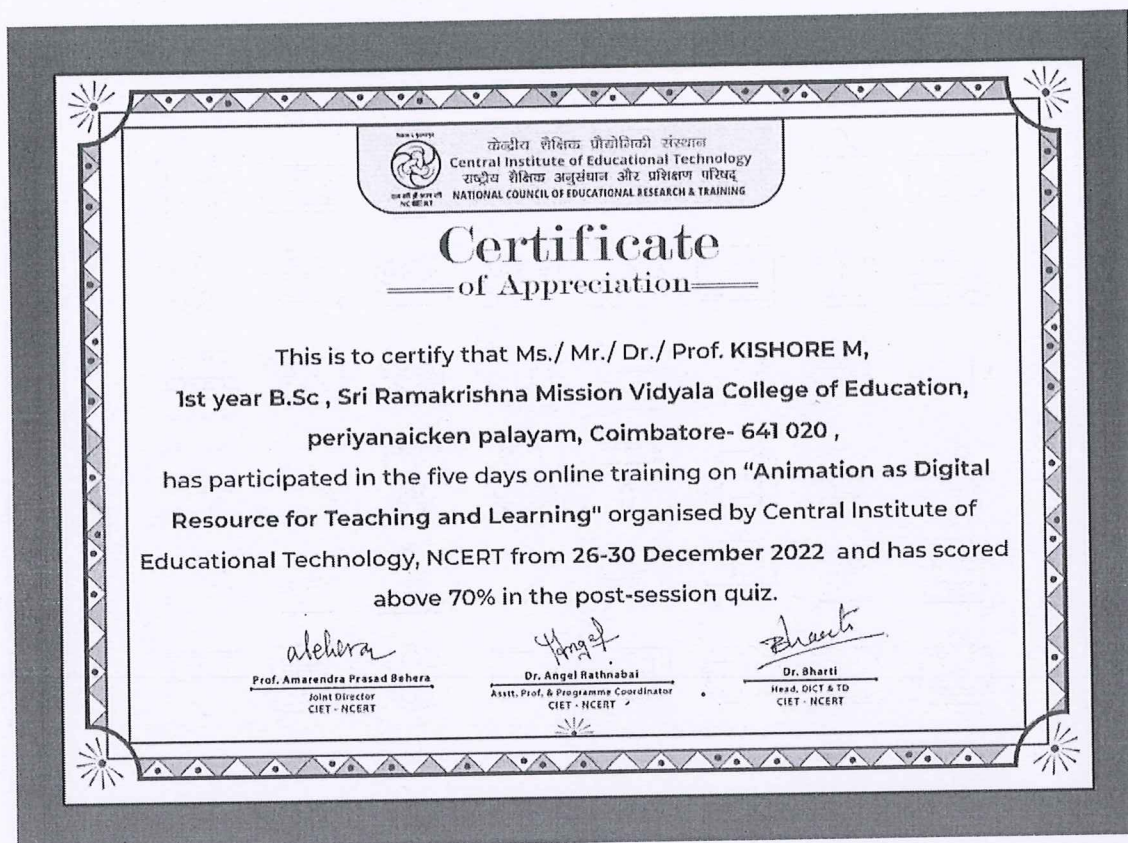 केन्द्रीय शैक्षिक प्रौद्योगिकी संस्थान
Central Institute of Educational Technology
राष्ट्रीय शैक्षिक अनुसंधान और प्रशिक्षण परिषद्
NATIONAL COUNCIL OF EDUCATIONAL RESEARCH & TRAINING
NCERT
Certificate
of Appreciation
This is to certify that Ms./ Mr./ Dr./ Prof. KISHORE M,
1st year B.Sc , Sri Ramakrishna Mission Vidyala College of Education,
periyanaicken palayam, Coimbatore- 641 020 ,
has participated in the five days online training on "Animation as Digital
Resource for Teaching and Learning" organised by Central Institute of
Educational Technology, NCERT from 26-30 December 2022 and has scored
above 70% in the post-session quiz.
Prof. Amarendra Prasad Behera
Joint Director
CIET - NCERT
Angel
Dr. Angel Rathnabai
Asstt. Prof. & Programme Coordinator
CIET - NCERT
Bharti
Dr. Bharti
Head, DICT & TD
CIET - NCERT